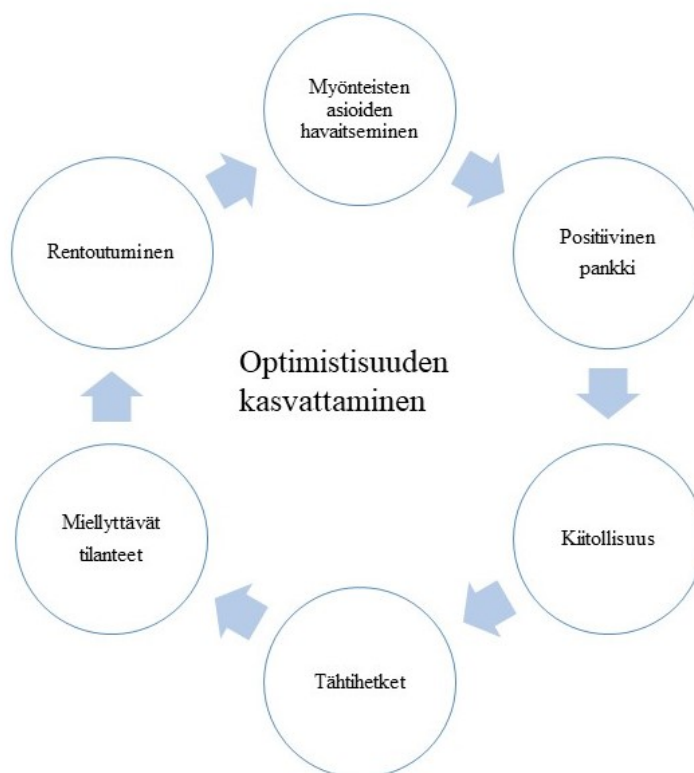 Myönteisten
asioiden
havaitseminen
Positiivinen
pankki
Kiitollisuus
Tähtihetket
Miellyttävät
tilanteet
Rentoutuminen
Optimistisuuden
kasvattaminen